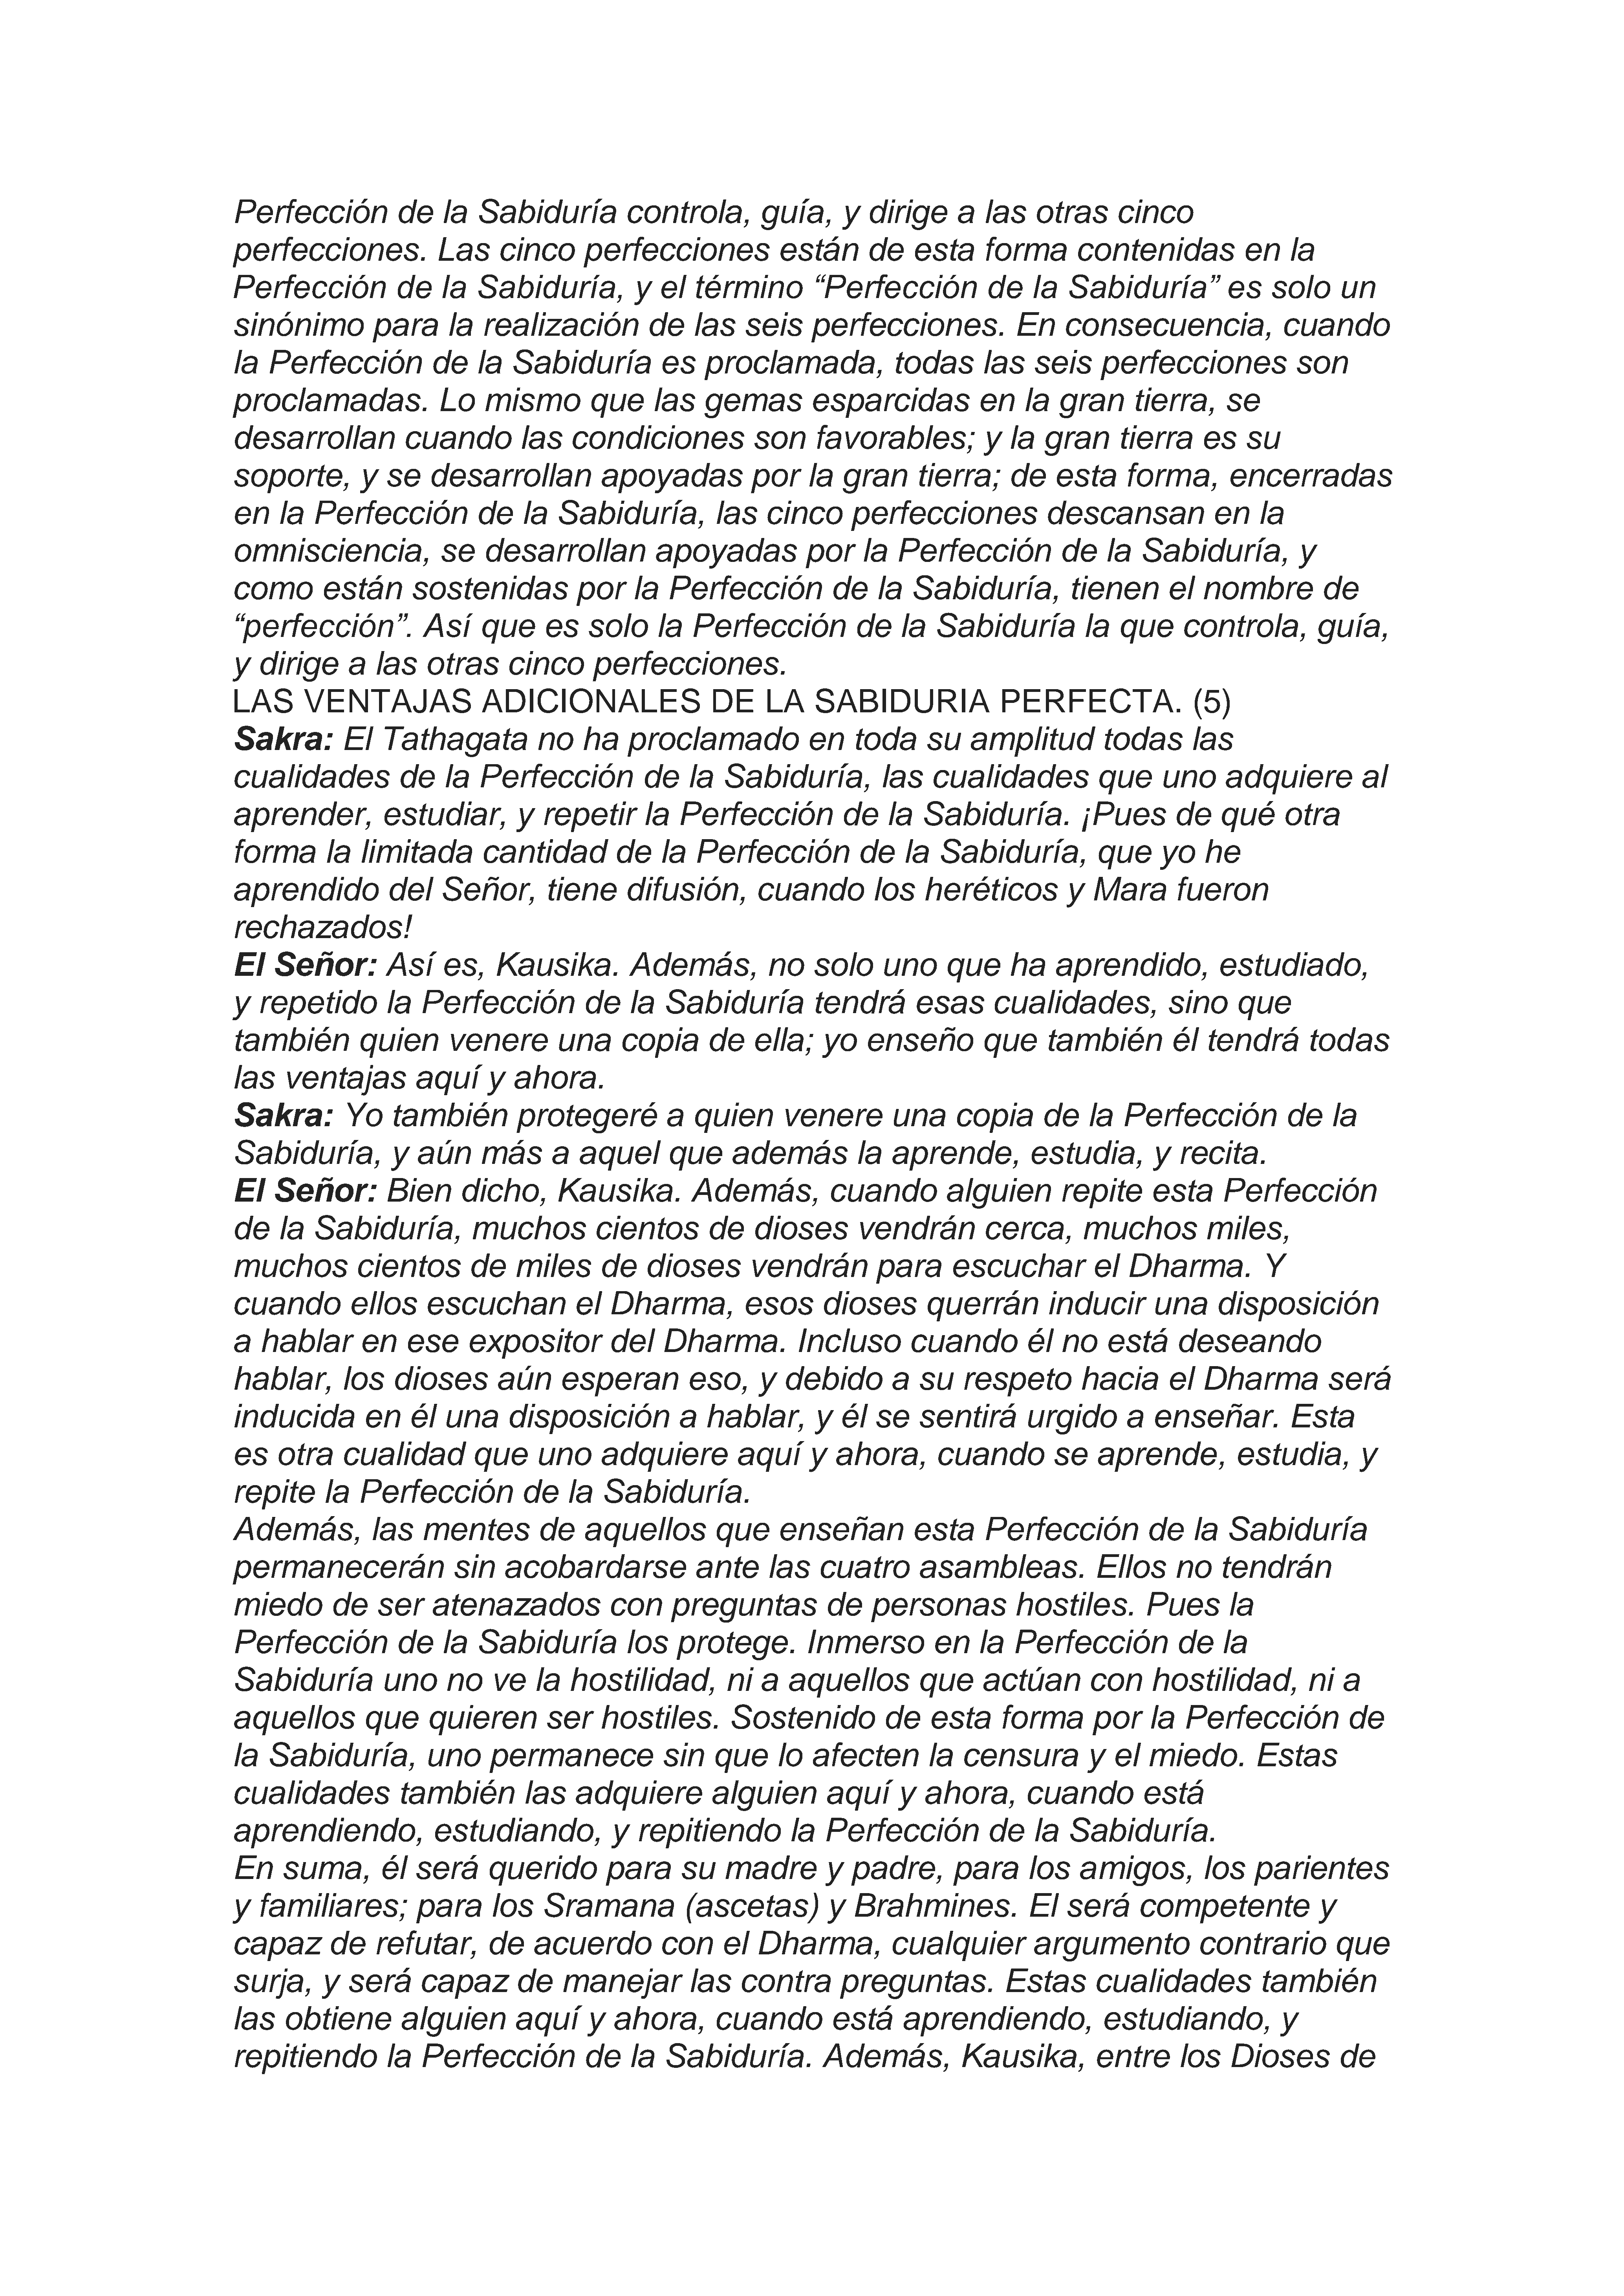 Perfección de la Sabiduría controla, guía, y dirige a las otras cinco
perfecciones. Las cinco perfecciones están de esta forma contenidas en la
Perfección de la Sabiduría, y el término “Perfección de la Sabiduría” es solo un
sinónimo para la realización de las seis perfecciones. En consecuencia, cuando
la Perfección de la Sabiduría es proclamada, todas las seis perfecciones son
proclamadas. Lo mismo que las gemas esparcidas en la gran tierra, se
desarrollan cuando las condiciones son favorables; y la gran tierra es su
soporte, y se desarrollan apoyadas por la gran tierra; de esta forma, encerradas
en la Perfección de la Sabiduría, las cinco perfecciones descansan en la
omnisciencia, se desarrollan apoyadas por la Perfección de la Sabiduría, y
como están sostenidas por la Perfección de la Sabiduría, tienen el nombre de
“perfección”. Así que es solo la Perfección de la Sabiduría la que controla, guía,
y dirige a las otras cinco perfecciones.
LAS VENTAJAS ADICIONALES DE LA SABIDURIA PERFECTA. (5)
Sakra: El Tathagata no ha proclamado en toda su amplitud todas las
cualidades de la Perfección de la Sabiduría, las cualidades que uno adquiere al
aprender, estudiar, y repetir la Perfección de la Sabiduría. ¡Pues de qué otra
forma la limitada cantidad de la Perfección de la Sabiduría, que yo he
aprendido del Señor, tiene difusión, cuando los heréticos y Mara fueron
rechazados!
El Señor: Así es, Kausika. Además, no solo uno que ha aprendido, estudiado,
y repetido la Perfección de la Sabiduría tendrá esas cualidades, sino que
también quien venere una copia de ella; yo enseño que también él tendrá todas
las ventajas aquí y ahora.
Sakra: Yo también protegeré a quien venere una copia de la Perfección de la
Sabiduría, y aún más a aquel que además la aprende, estudia, y recita.
El Señor: Bien dicho, Kausika. Además, cuando alguien repite esta Perfección
de la Sabiduría, muchos cientos de dioses vendrán cerca, muchos miles,
muchos cientos de miles de dioses vendrán para escuchar el Dharma. Y
cuando ellos escuchan el Dharma, esos dioses querrán inducir una disposición
a hablar en ese expositor del Dharma. Incluso cuando él no está deseando
hablar, los dioses aún esperan eso, y debido a su respeto hacia el Dharma será
inducida en él una disposición a hablar, y él se sentirá urgido a enseñar. Esta
es otra cualidad que uno adquiere aquí y ahora, cuando se aprende, estudia, y
repite la Perfección de la Sabiduría.
Además, las mentes de aquellos que enseñan esta Perfección de la Sabiduría
permanecerán sin acobardarse ante las cuatro asambleas. Ellos no tendrán
miedo de ser atenazados con preguntas de personas hostiles. Pues la
Perfección de la Sabiduría los protege. Inmerso en la Perfección de la
Sabiduría uno no ve la hostilidad, ni a aquellos que actúan con hostilidad, ni a
aquellos que quieren ser hostiles. Sostenido de esta forma por la Perfección de
la Sabiduría, uno permanece sin que lo afecten la censura y el miedo. Estas
cualidades también las adquiere alguien aquí y ahora, cuando está
aprendiendo, estudiando, y repitiendo la Perfección de la Sabiduría.
En suma, él será querido para su madre y padre, para los amigos, los parientes
y familiares; para los Sramana (ascetas) y Brahmines. El será competente y
capaz de refutar, de acuerdo con el Dharma, cualquier argumento contrario que
surja, y será capaz de manejar las contra preguntas. Estas cualidades también
las obtiene alguien aquí y ahora, cuando está aprendiendo, estudiando, y
repitiendo la Perfección de la Sabiduría. Además, Kausika, entre los Dioses de